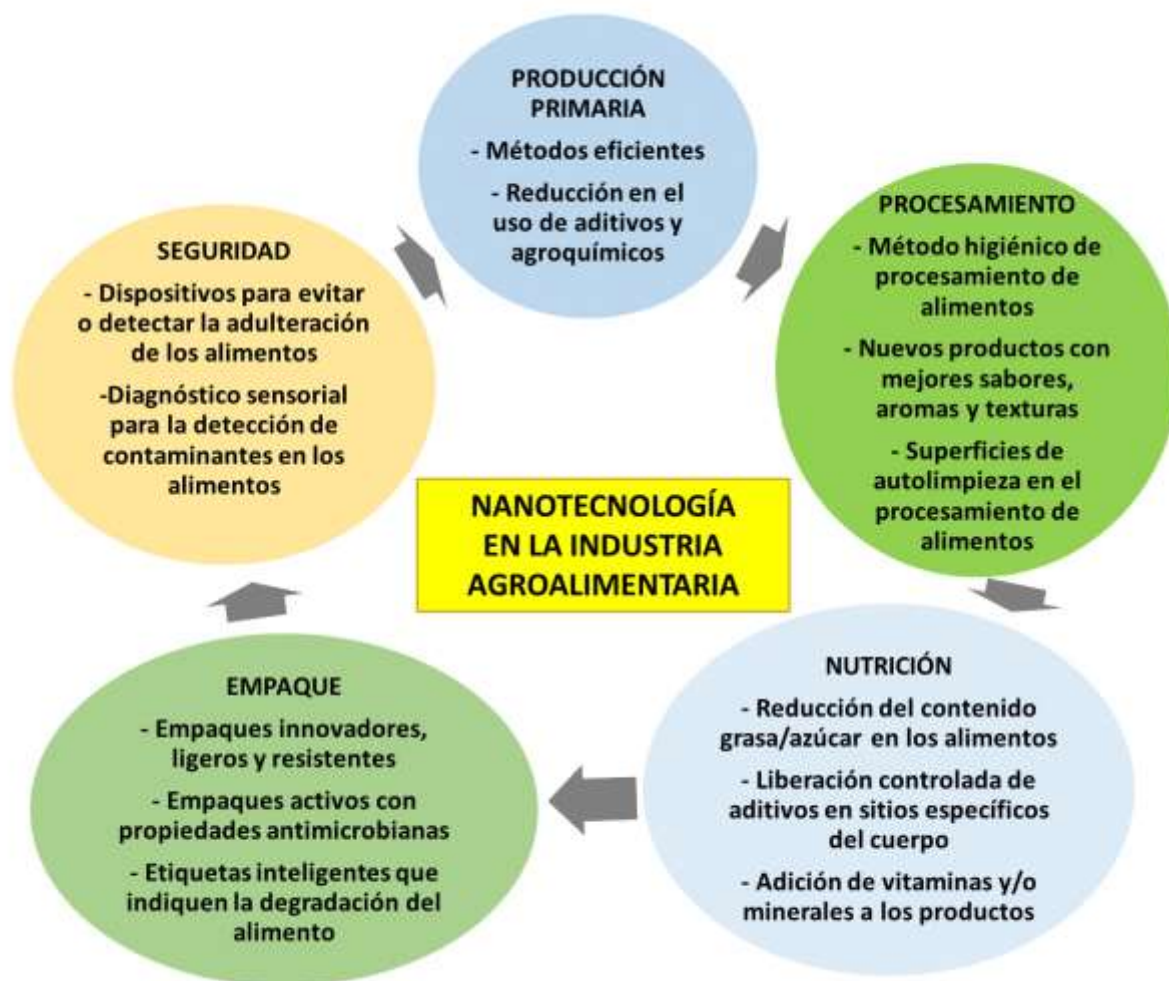 PRODUCCIÓN
PRIMARIA
- Métodos eficientes
- Reducción en el
uso de aditivos y
agroquímicos
PROCESAMIENTO
- Método higiénico de
procesamiento de
alimentos
- Nuevos productos con
mejores sabores,
aromas y texturas
- Superficies de
autolimpieza en el
procesamiento de
alimentos
NUTRICIÓN
- Reducción del contenido
grasa/azúcar en los alimentos
- Liberación controlada de
aditivos en sitios específicos
del cuerpo
- Adición de vitaminas y/o
minerales a los productos
EMPAQUE
- Empaques innovadores,
ligeros y resistentes
- Empaques activos con
propiedades antimicrobianas
- Etiquetas inteligentes que
indiquen la degradación del
alimento
SEGURIDAD
- Dispositivos para evitar
o detectar la adulteración
de los alimentos
-Diagnóstico sensorial
para la detección de
contaminantes en los
alimentos
NANOTECNOLOGÍA
EN LA INDUSTRIA
AGROALIMENTARIA